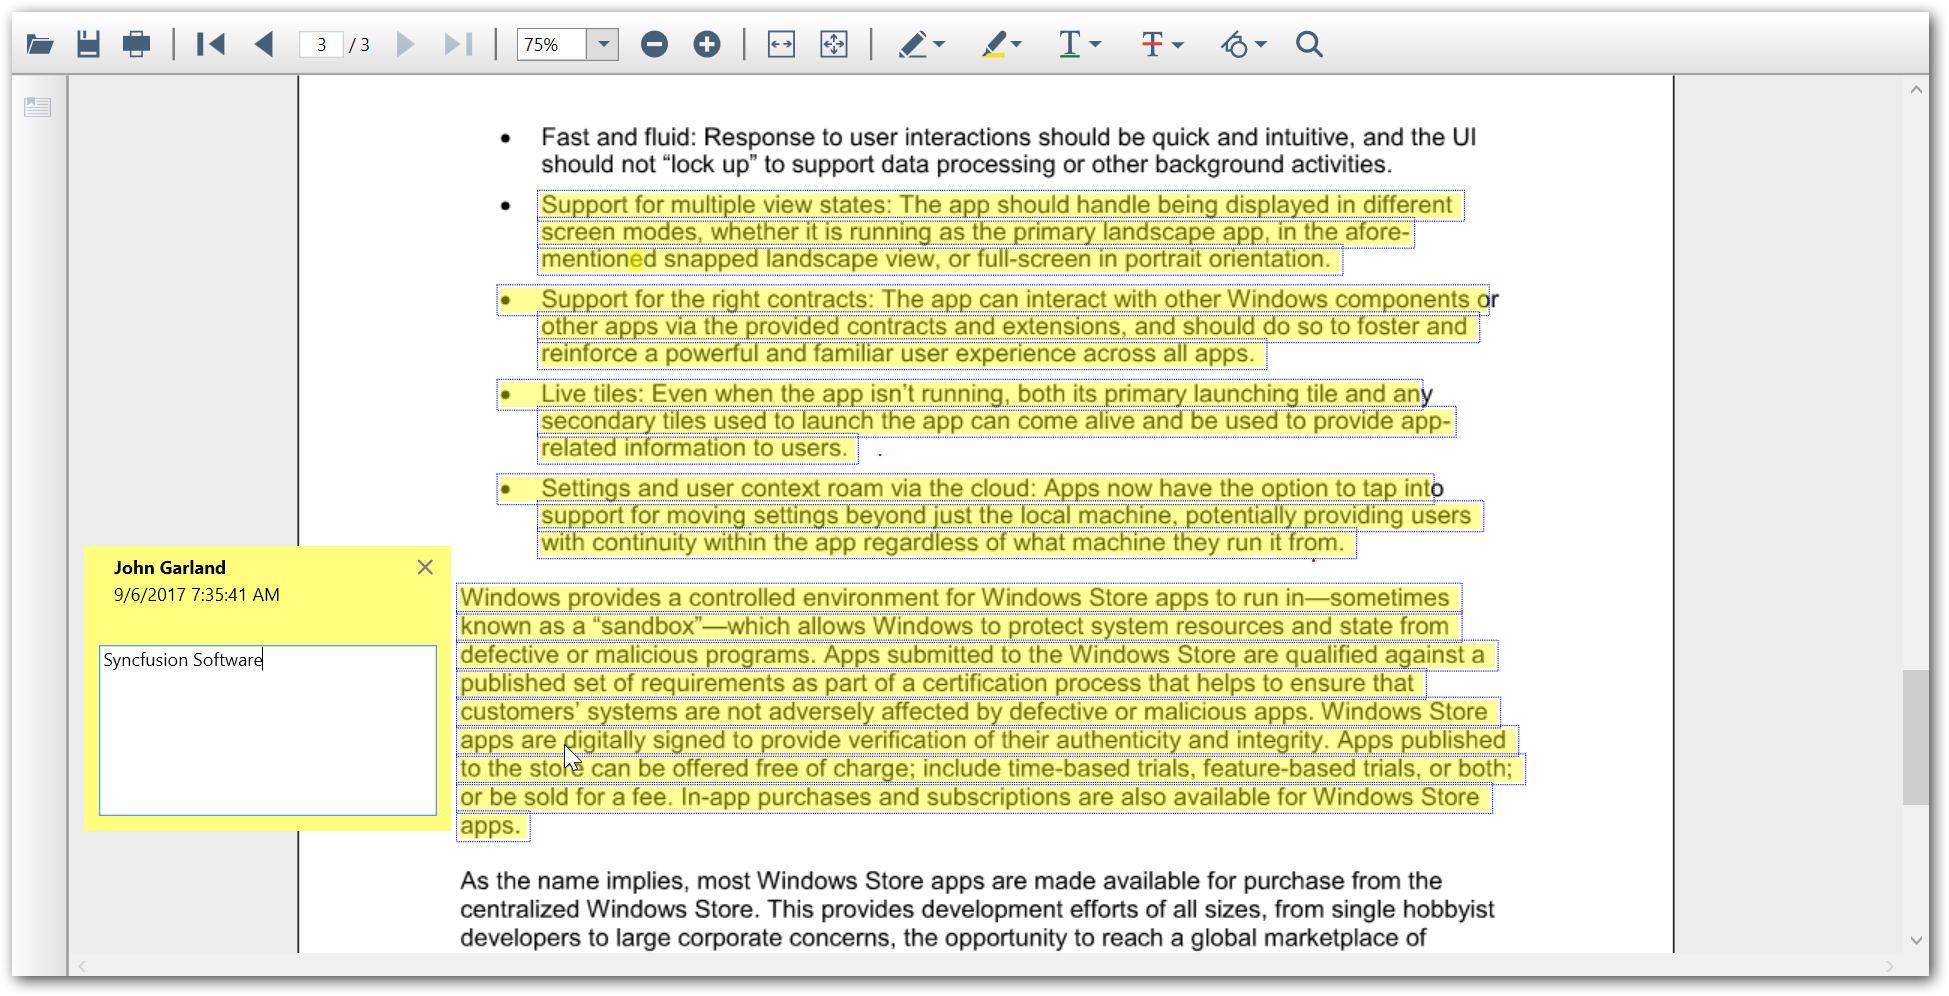 3 / 3
75%
• Fast and fluid: Response to user interactions should be quick and intuitive, and the UI
should not “lock up” to support data processing or other background activities.
• Support for multiple view states: The app should handle being displayed in different
screen modes, whether it is running as the primary landscape app, in the afore-
mentioned snapped landscape view, or full-screen in portrait orientation.
• Support for the right contracts: The app can interact with other Windows components or
other apps via the provided contracts and extensions, and should do so to foster and
reinforce a powerful and familiar user experience across all apps.
• Live tiles: Even when the app isn’t running, both its primary launching tile and any
secondary tiles used to launch the app can come alive and be used to provide app-
related information to users.
• Settings and user context roam via the cloud: Apps now have the option to tap into
support for moving settings beyond just the local machine, potentially providing users
with continuity within the app regardless of what machine they run it from.
John Garland
9/6/2017 7:35:41 AM
Syncfusion Software
Windows provides a controlled environment for Windows Store apps to run in—sometimes
known as a “sandbox”—which allows Windows to protect system resources and state from
defective or malicious programs. Apps submitted to the Windows Store are qualified against a
published set of requirements as part of a certification process that helps to ensure that
customers’ systems are not adversely affected by defective or malicious apps. Windows Store
apps are digitally signed to provide verification of their authenticity and integrity. Apps published
to the store can be offered free of charge; include time-based trials, feature-based trials, or both;
or be sold for a fee. In-app purchases and subscriptions are also available for Windows Store
apps.
As the name implies, most Windows Store apps are made available for purchase from the
centralized Windows Store. This provides development efforts of all sizes, from single hobbyist
developers to large corporate concerns, the opportunity to reach a global marketplace of